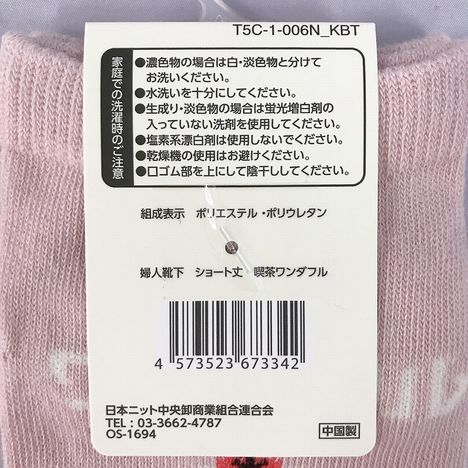 T5C-1-006N_KBT
家庭での洗濯時のご注意
●濃色物の場合は白・淡色物と分けて
お洗いください。
●水洗いを十分にしてください。
●生成り・淡色物の場合は蛍光増白剤の
入っていない洗剤を使用してください。
●塩素系漂白剤は使用しないでください。
●乾燥機の使用はお避けください。
●口ゴム部を上にして陰干ししてください。
組成表示 ポリエステル・ポリウレタン
婦人靴下 ショート丈・喫茶ワンダフル
4 573523 673342
日本ニット中央卸商業組合連合会
TEL : 03-3662-4787
OS-1694
中国製